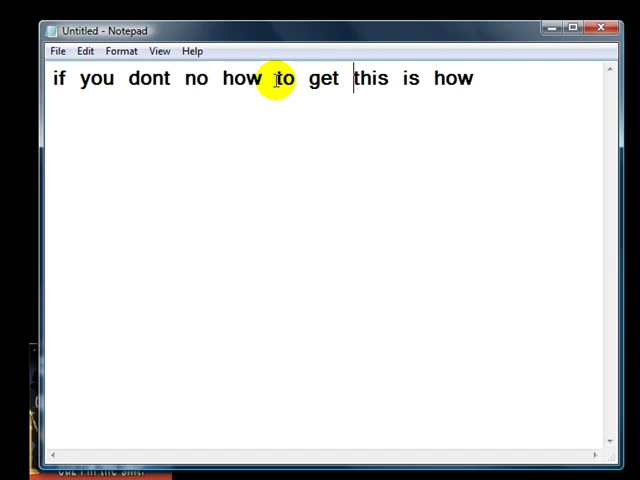 Untitled - Notepad
File Edit Format View Help
if you dont no how to get this is how